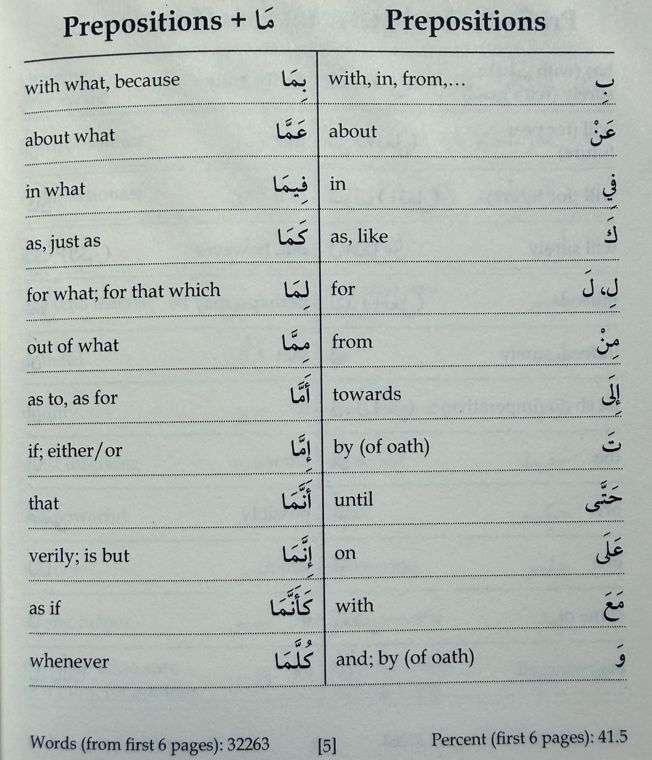 Prepositions + مَا Prepositions
with what, because بِمَا with, in, from,… بِ
about what عَمَّا about عَنْ
in what فِيمَا in فِي
as, just as كَمَا as, like كَ
for what; for that which لِمَا for لِ، لَ
out of what مِمَّا from مِنْ
as to, as for أَمَّا towards إِلَى
if; either/or إِمَّا by (of oath) تَ
that أَنَّمَا until حَتَّى
verily; is but إِنَّمَا on عَلَى
as if كَأَنَّمَا with مَعَ
whenever كُلَّمَا and; by (of oath) وَ
Words (from first 6 pages): 32263 [5] Percent (first 6 pages): 41.5